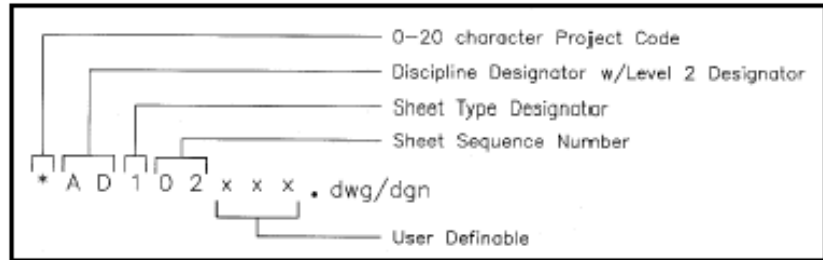 0-20 character Project Code
Discipline Designator w/Level 2 Designator
Sheet Type Designator
Sheet Sequence Number
* A D 1 0 2 x x x . dwg/dgn
User Definable